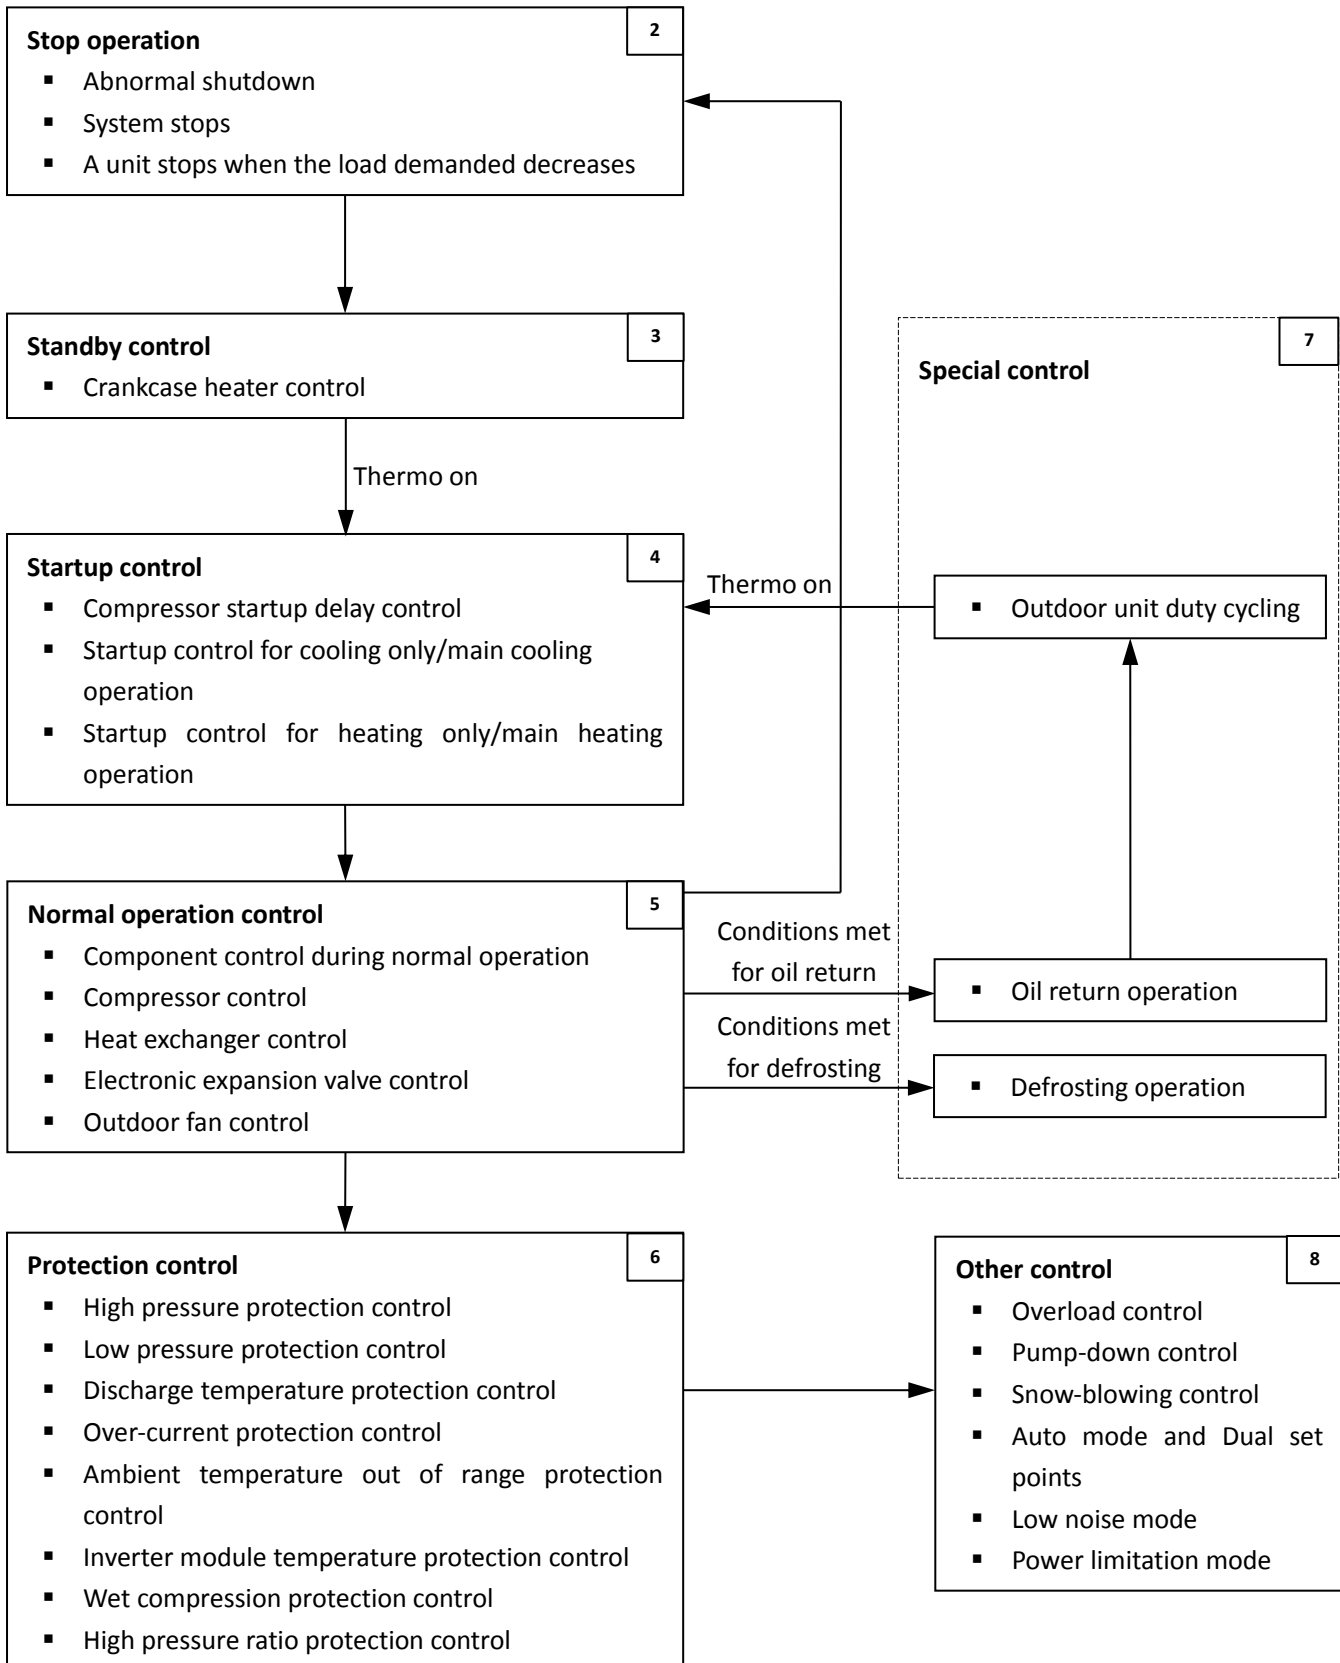 Stop operation
2
▪ Abnormal shutdown
▪ System stops
▪ A unit stops when the load demanded decreases
Standby control
3
▪ Crankcase heater control
Thermo on
Startup control
4
▪ Compressor startup delay control
▪ Startup control for cooling only/main cooling
operation
▪ Startup control for heating only/main heating
operation
Thermo on
Special control
7
▪ Outdoor unit duty cycling
Normal operation control
5
▪ Component control during normal operation
▪ Compressor control
▪ Heat exchanger control
▪ Electronic expansion valve control
▪ Outdoor fan control
Conditions met
for oil return
▪ Oil return operation
Conditions met
for defrosting
▪ Defrosting operation
Protection control
6
▪ High pressure protection control
▪ Low pressure protection control
▪ Discharge temperature protection control
▪ Over-current protection control
▪ Ambient temperature out of range protection
control
▪ Inverter module temperature protection control
▪ Wet compression protection control
▪ High pressure ratio protection control
Other control
8
▪ Overload control
▪ Pump-down control
▪ Snow-blowing control
▪ Auto mode and Dual set
points
▪ Low noise mode
▪ Power limitation mode